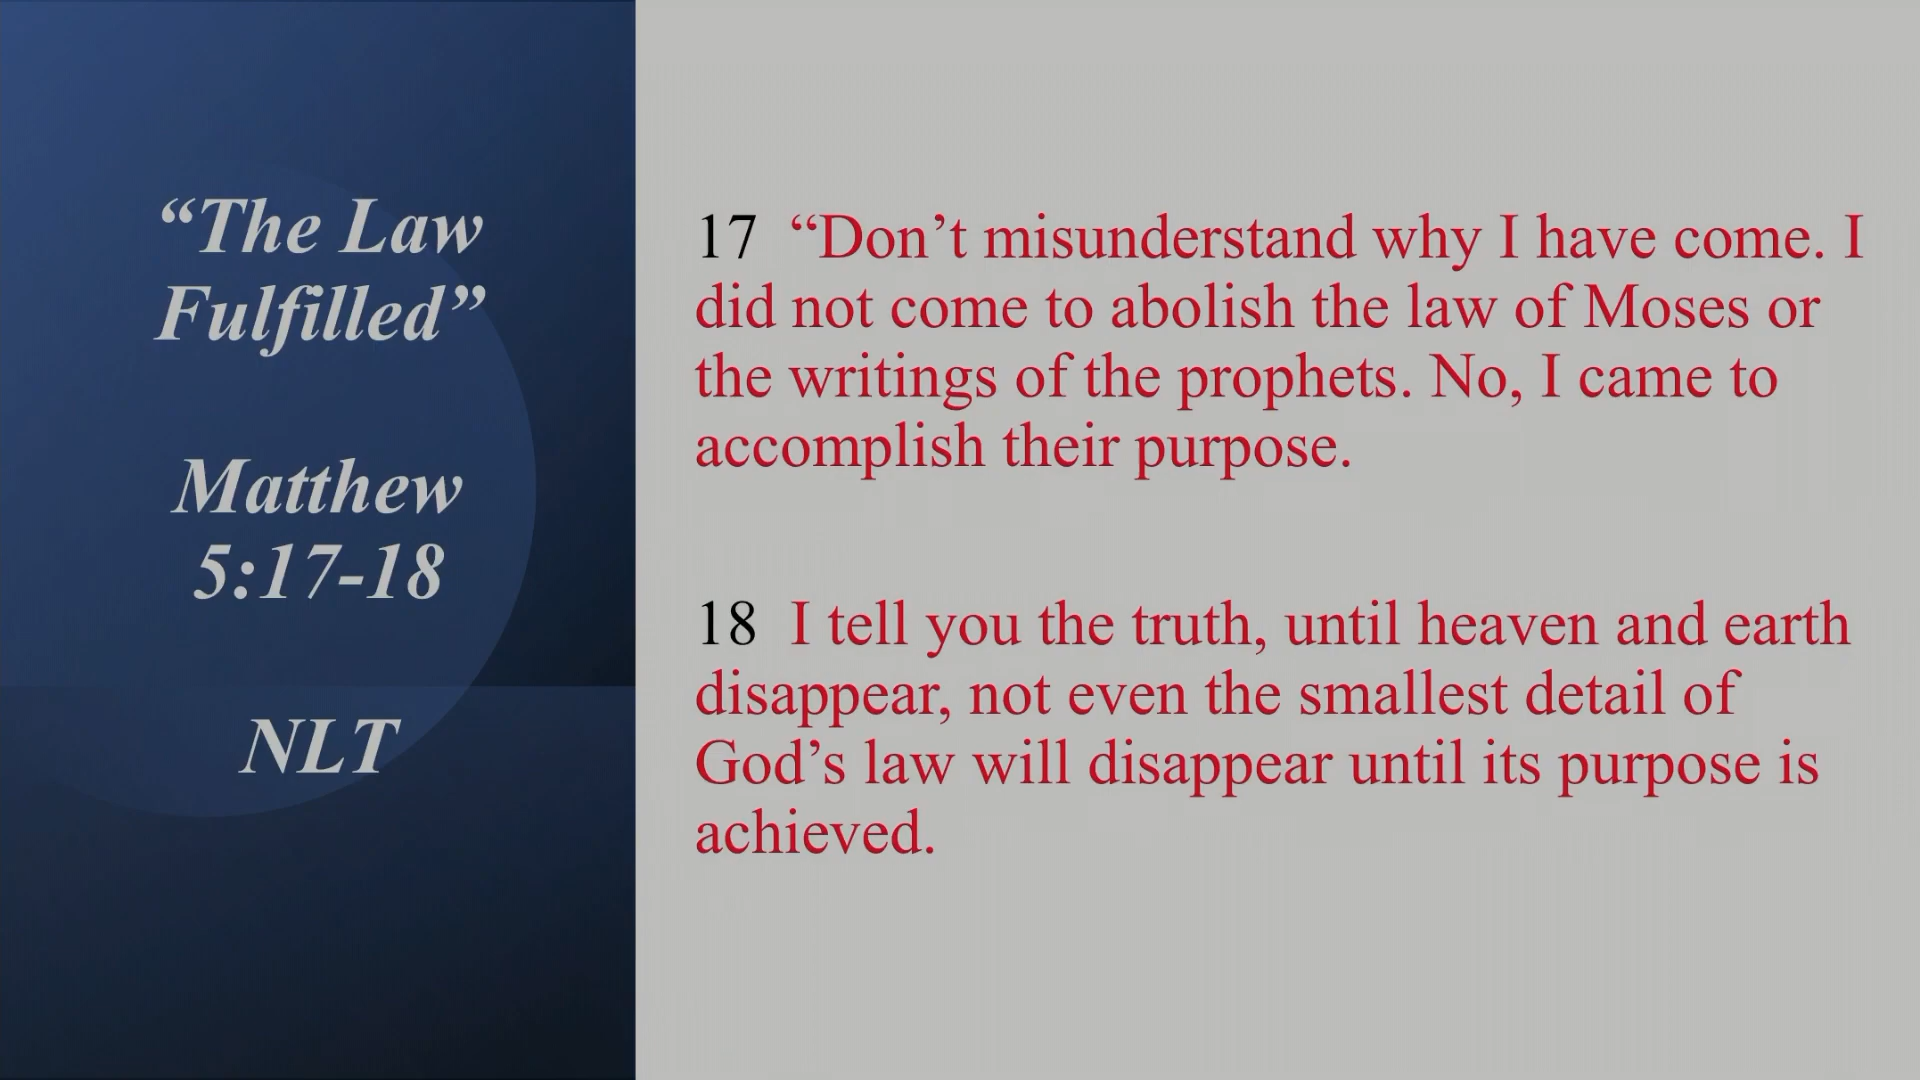 “The Law
Fulfilled”
Matthew
5:17-18
NLT
17 “Don’t misunderstand why I have come. I
did not come to abolish the law of Moses or
the writings of the prophets. No, I came to
accomplish their purpose.
18 I tell you the truth, until heaven and earth
disappear, not even the smallest detail of
God’s law will disappear until its purpose is
achieved.